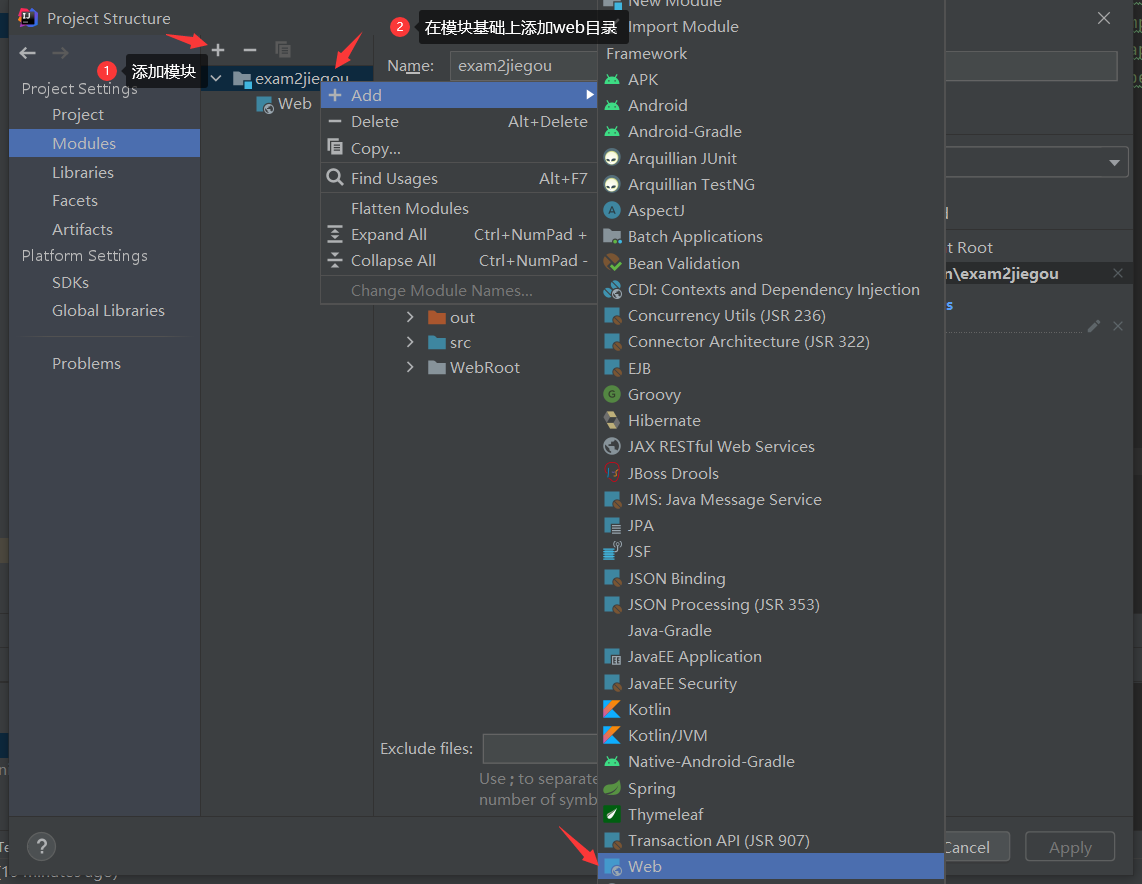 Project Structure
1
添加模块
2
在模块基础上添加web目录
Project Settings
Project
Modules
Libraries
Facets
Artifacts
Platform Settings
SDKs
Global Libraries
Problems
exam2jiegou
Web
Name:
exam2jiegou
Add
Delete Alt+Delete
Copy...
Find Usages Alt+F7
Flatten Modules
Expand All Ctrl+NumPad +
Collapse All Ctrl+NumPad -
Change Module Names...
out
src
WebRoot
Exclude files:
Use ; to separate
number of symb
New Module
Import Module
Framework
APK
Android
Android-Gradle
Arquillian JUnit
Arquillian TestNG
AspectJ
Batch Applications
Bean Validation
CDI: Contexts and Dependency Injection
Concurrency Utils (JSR 236)
Connector Architecture (JSR 322)
EJB
Groovy
Hibernate
JAX RESTful Web Services
JBoss Drools
JMS: Java Message Service
JPA
JSF
JSON Binding
JSON Processing (JSR 353)
Java-Gradle
JavaEE Application
JavaEE Security
Kotlin
Kotlin/JVM
Native-Android-Gradle
Spring
Thymeleaf
Transaction API (JSR 907)
Web
t Root
\exam2jiegou
s
Cancel
Apply
?
minutes ago)